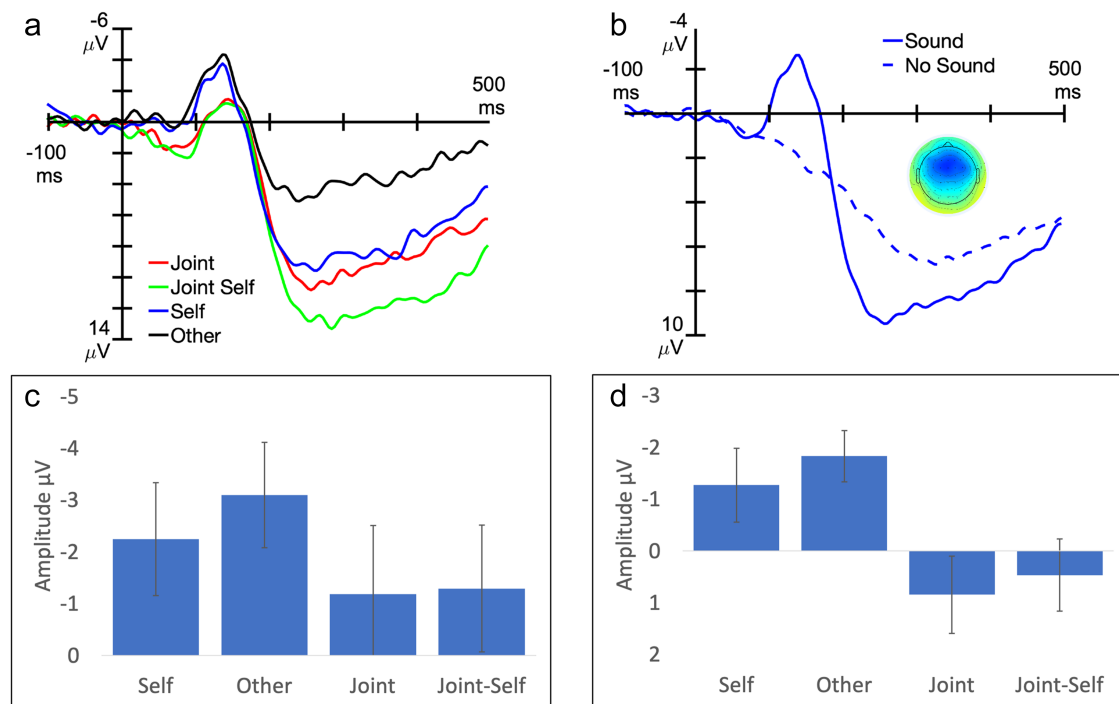 a
-6
μV
500
ms
-100
ms
Joint
Joint Self
Self
Other
14
μV
b
-4
μV
Sound
No Sound
-100
ms
500
ms
10
μV
c
-5
-4
-3
-2
-1
0
Amplitude μV
Self Other Joint Joint-Self
d
-3
-2
-1
0
1
2
Amplitude μV
Self Other Joint Joint-Self